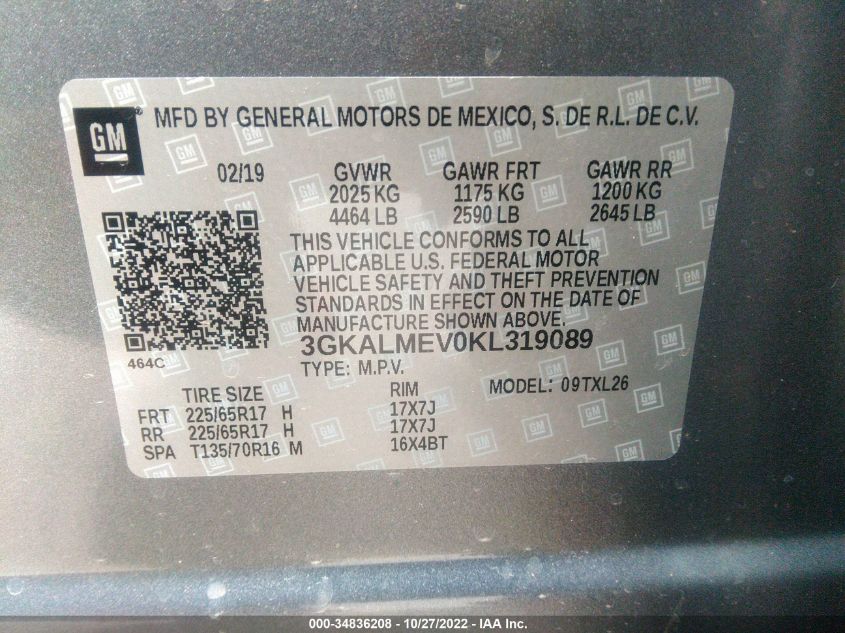 GM
MFD BY GENERAL MOTORS DE MEXICO, S. DE R.L. DE C.V.
02/19 GVWR GAWR FRT GAWR RR
2025 KG 1175 KG 1200 KG
4464 LB 2590 LB 2645 LB
THIS VEHICLE CONFORMS TO ALL
APPLICABLE U.S. FEDERAL MOTOR
VEHICLE SAFETY AND THEFT PREVENTION
STANDARDS IN EFFECT ON THE DATE OF
MANUFACTURE SHOWN ABOVE.
464C
3GKALMEV0KL319089
TYPE: M.P.V.
TIRE SIZE RIM MODEL: 09TXL26
FRT 225/65R17 H 17X7J
RR 225/65R17 H 17X7J
SPA T135/70R16 M 16X4BT
000-34836208 - 10/27/2022 - IAA Inc.